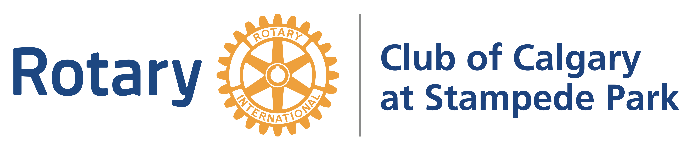 Rotary
ROTARY
INTERNATIONAL
Club of Calgary
at Stampede Park